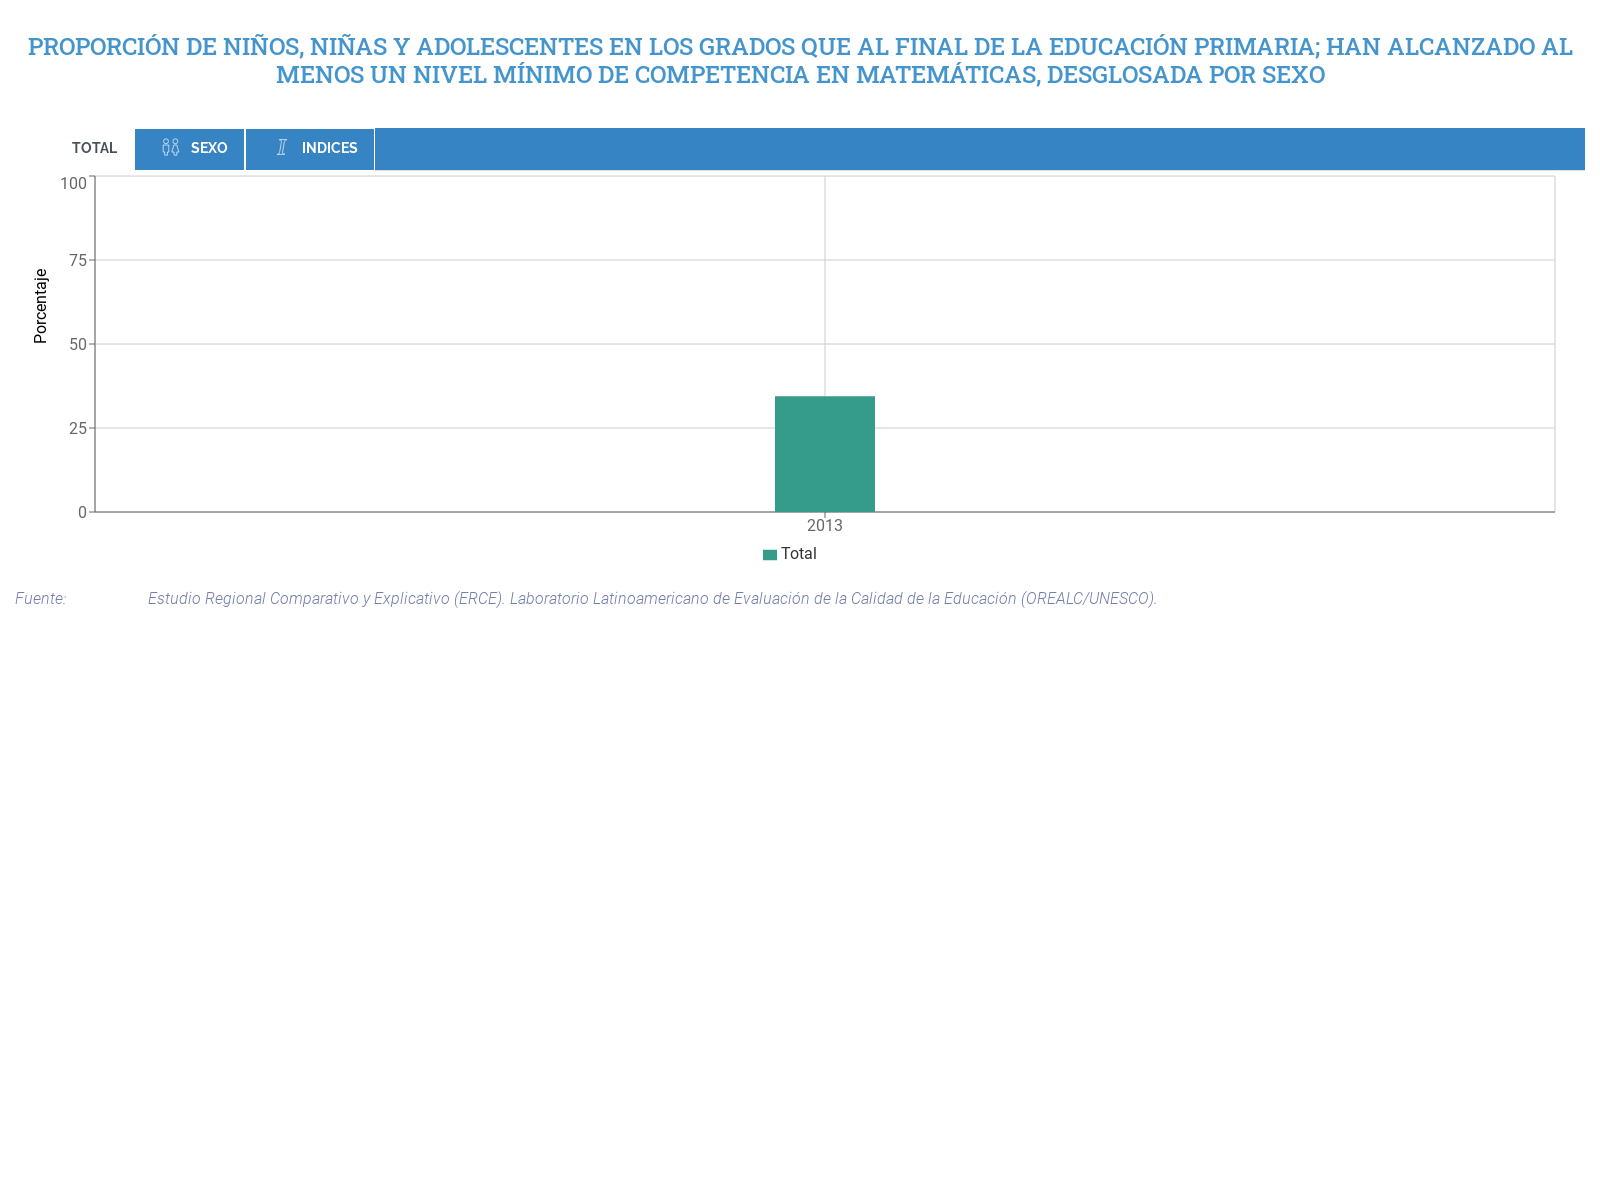 PROPORCIÓN DE NIÑOS, NIÑAS Y ADOLESCENTES EN LOS GRADOS QUE AL FINAL DE LA EDUCACIÓN PRIMARIA; HAN ALCANZADO AL
MENOS UN NIVEL MÍNIMO DE COMPETENCIA EN MATEMÁTICAS, DESGLOSADA POR SEXO
TOTAL SEXO INDICES
100
75
Porcentaje
50
25
0
2013
Total
Fuente: Estudio Regional Comparativo y Explicativo (ERCE). Laboratorio Latinoamericano de Evaluación de la Calidad de la Educación (OREALC/UNESCO).